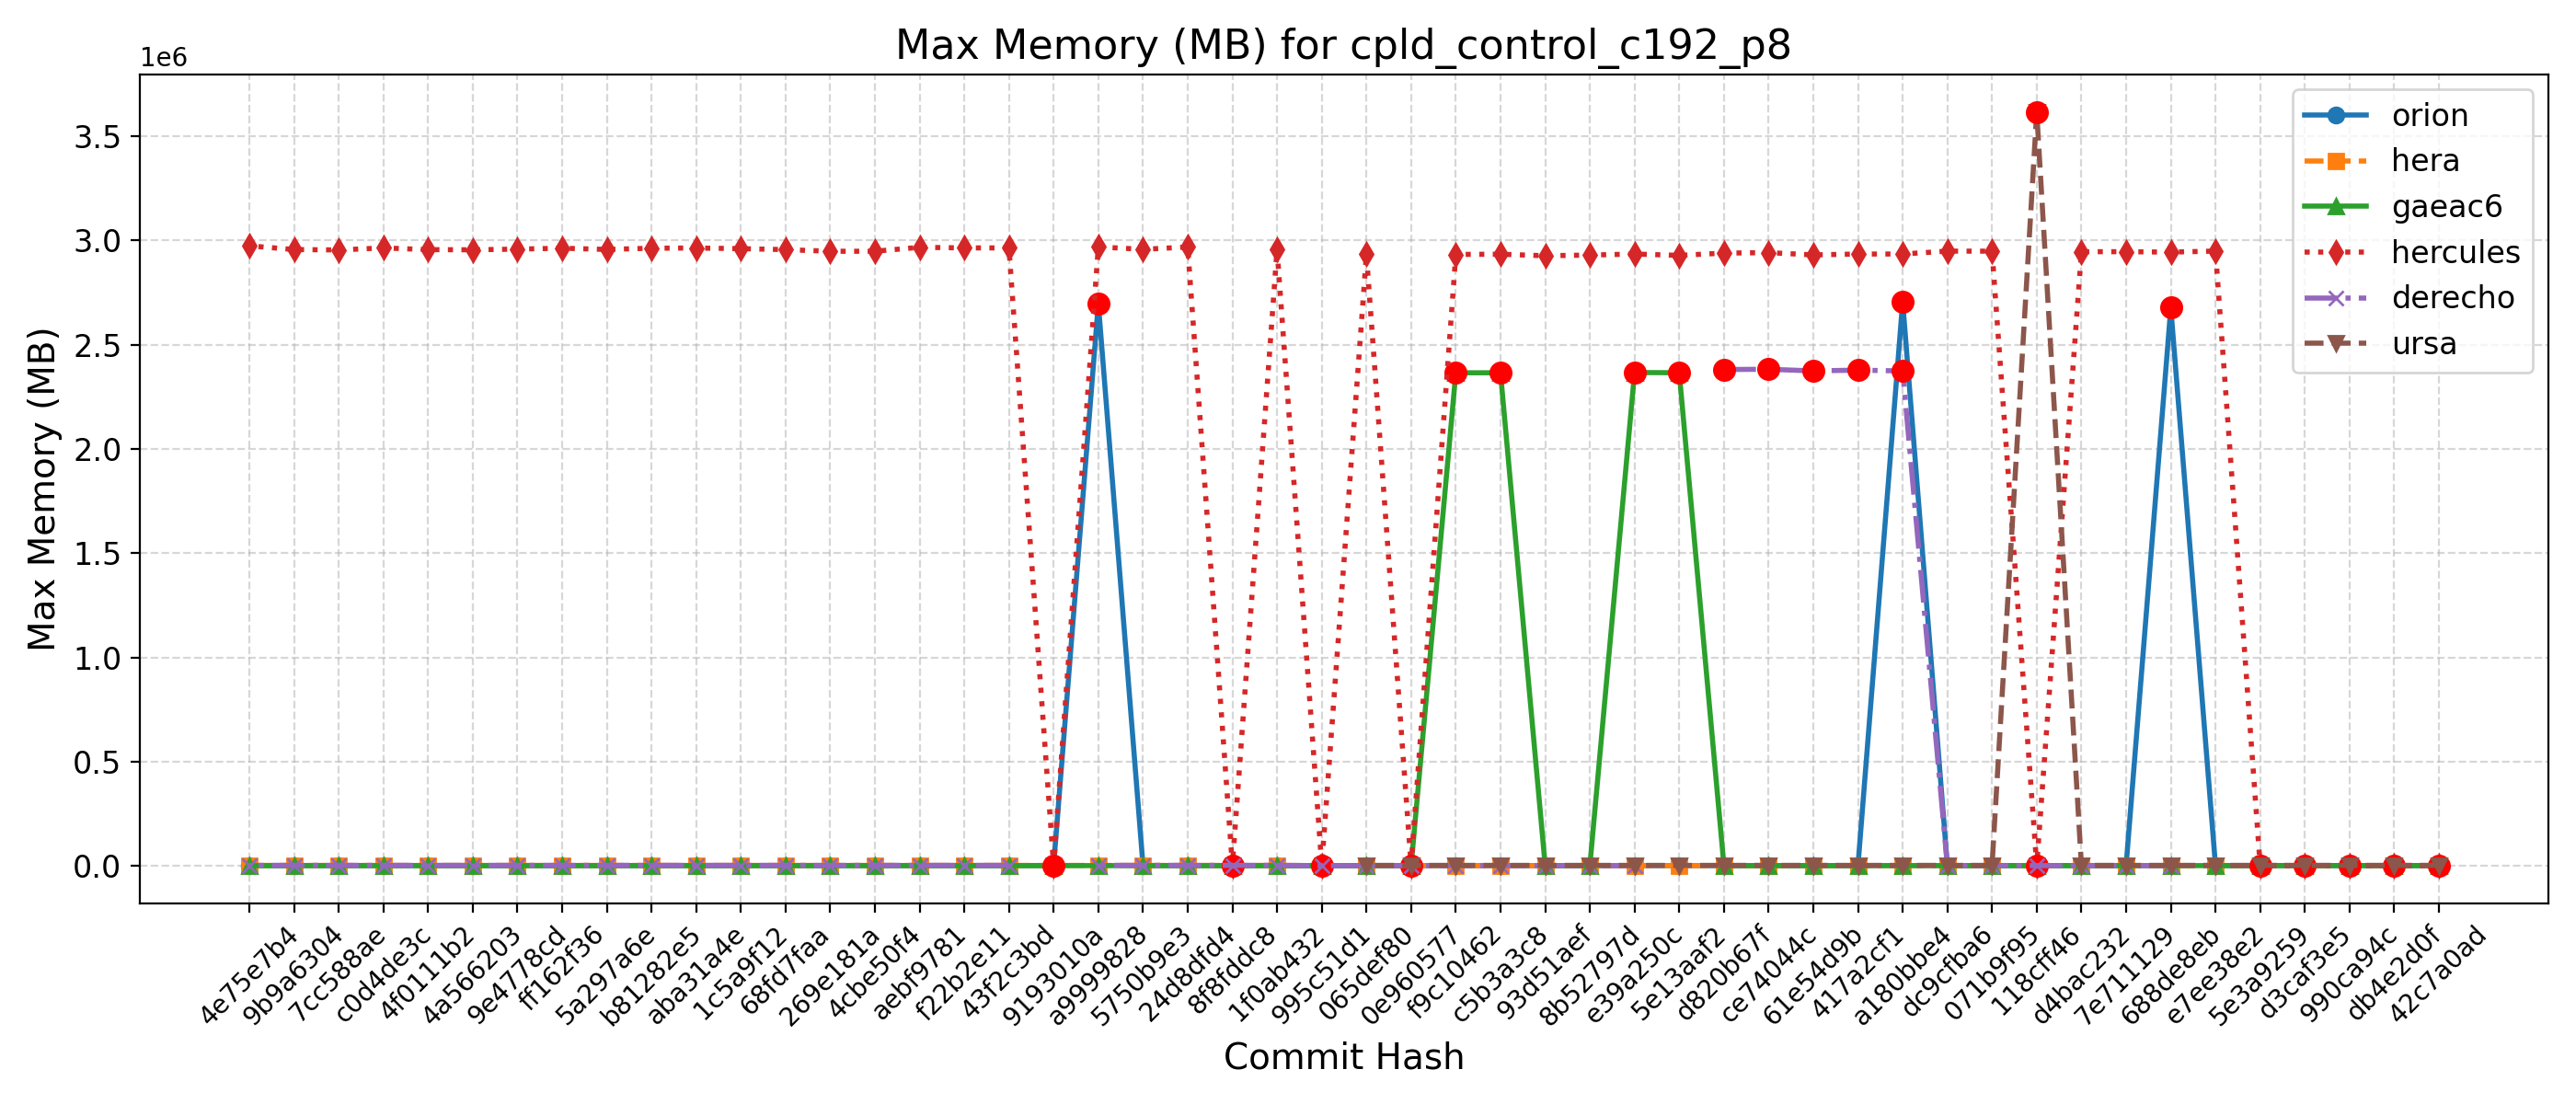 Max Memory (MB) for cpld_control_c192_p8
1e6
3.5
3.0
2.5
2.0
1.5
1.0
0.5
0.0
Max Memory (MB)
orion
hera
gaeac6
hercules
derecho
ursa
4e75e7b4
9b9a6304
7cc588ae
c0d4de3c
4f0111b2
4a566203
9e4778cd
ff162f36
5a297a6e
b81282e5
aba31a4e
1c5a9f12
68fd7faa
269e181a
4cbe50f4
aebf9781
f22b2e11
43f2c3bd
9193010a
a9999828
5750b9e3
24d8dfd4
8f8fddc8
1f0ab432
995c51d1
065def80
0e960577
f9c10462
c5b3a3c8
93d51aef
8b52797d
e39a250c
5e13aaf2
d820b67f
ce74044c
61e54d9b
417a2cf1
a180bbe4
dc9cfba6
071b9f95
118cff46
d4bac232
7e711129
688de8eb
e7ee38e2
5e3a9259
d3caf3e5
990ca94c
db4e2d0f
42c7a0ad
Commit Hash